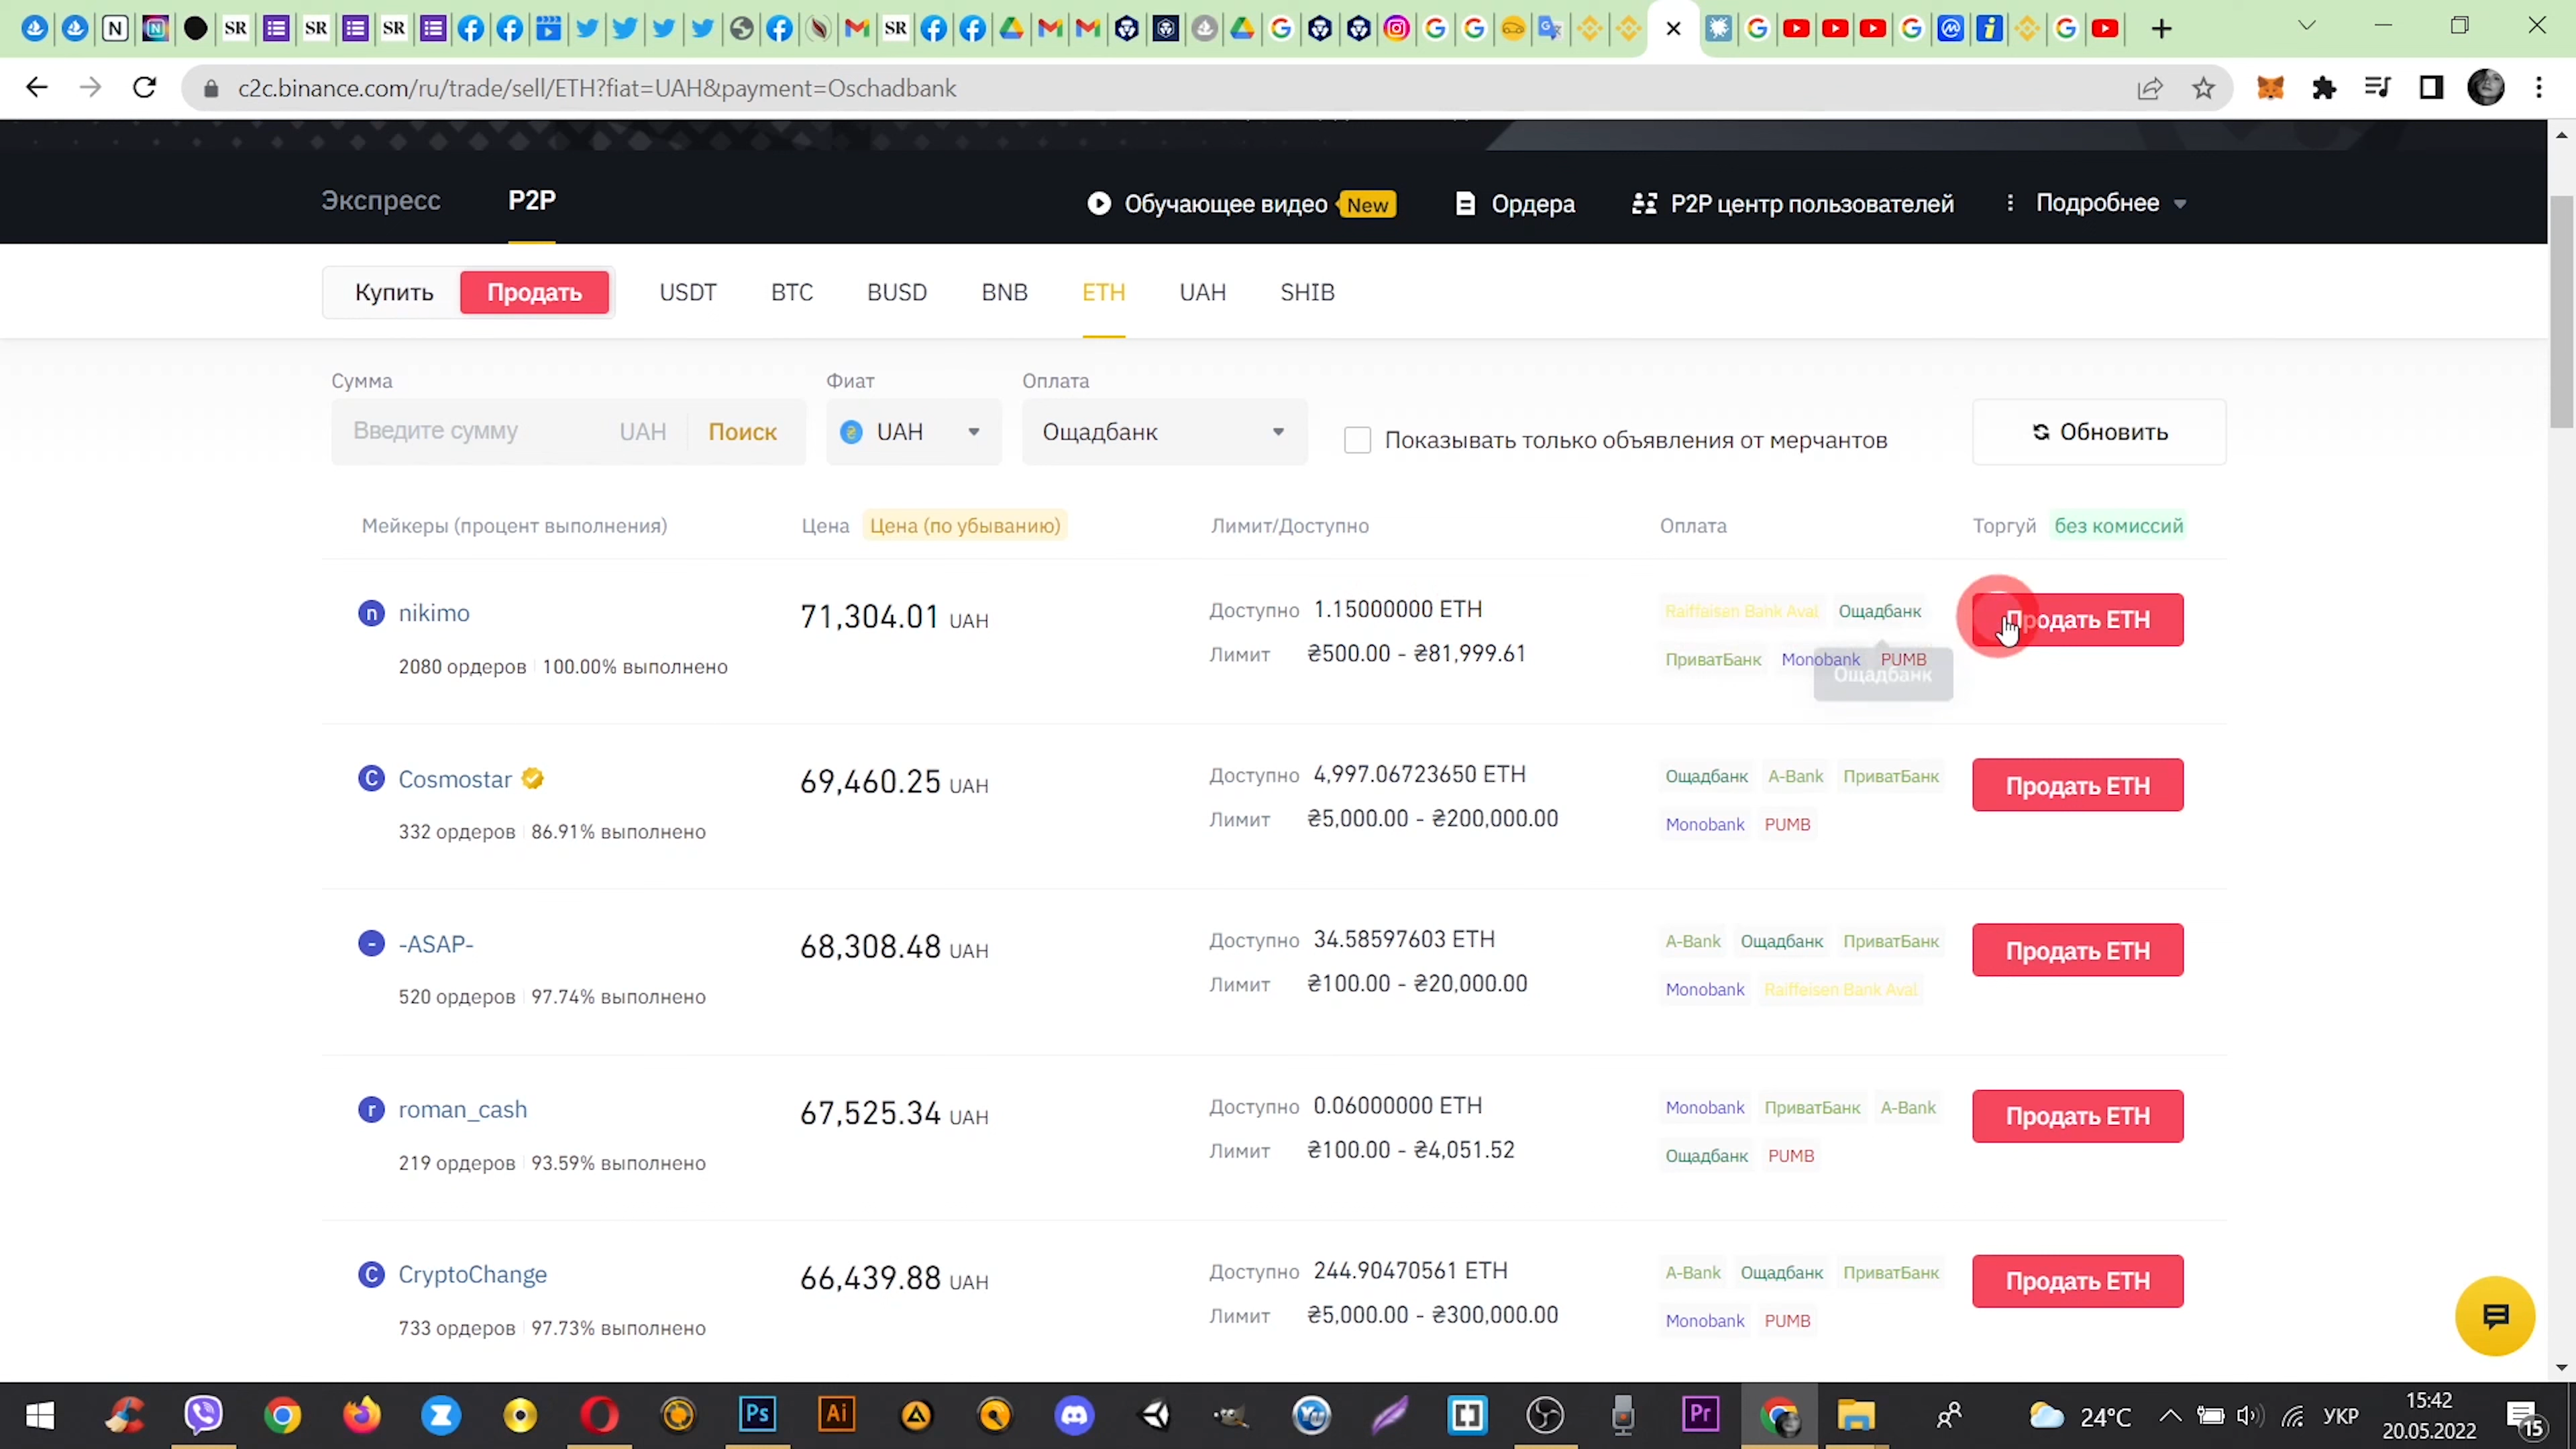 N SR SR SR SR
c2c.binance.com/ru/trade/sell/ETH?fiat=UAH&payment=Oschadbank
Экспресс P2P Обучающее видео New Ордера P2P центр пользователей Подробнее
Купить Продать USDT BTC BUSD BNB ETH UAH SHIB
Сумма Фиат Оплата
Введите сумму UAH Поиск UAH Ощадбанк Показывать только объявления от мерчантов Обновить
Мейкеры (процент выполнения) Цена Цена (по убыванию) Лимит/Доступно Оплата Торгуй без комиссий
n nikimo 71,304.01 UAH Доступно 1.15000000 ETH Raiffeisen Bank Aval Ощадбанк Продать ETH
2080 ордеров 100.00% выполнено Лимит ₴500.00 - ₴81,999.61 ПриватБанк Monobank PUMB
Ощадбанк
C Cosmostar 69,460.25 UAH Доступно 4,997.06723650 ETH Ощадбанк A-Bank ПриватБанк Продать ETH
332 ордеров 86.91% выполнено Лимит ₴5,000.00 - ₴200,000.00 Monobank PUMB
- -ASAP- 68,308.48 UAH Доступно 34.58597603 ETH A-Bank Ощадбанк ПриватБанк Продать ETH
520 ордеров 97.74% выполнено Лимит ₴100.00 - ₴20,000.00 Monobank Raiffeisen Bank Aval
r roman_cash 67,525.34 UAH Доступно 0.06000000 ETH Monobank ПриватБанк A-Bank Продать ETH
219 ордеров 93.59% выполнено Лимит ₴100.00 - ₴4,051.52 Ощадбанк PUMB
C CryptoChange 66,439.88 UAH Доступно 244.90470561 ETH A-Bank Ощадбанк ПриватБанк Продать ETH
733 ордеров 97.73% выполнено Лимит ₴5,000.00 - ₴300,000.00 Monobank PUMB
Ps Ai Pr 24°C УКР 15:42
20.05.2022 15